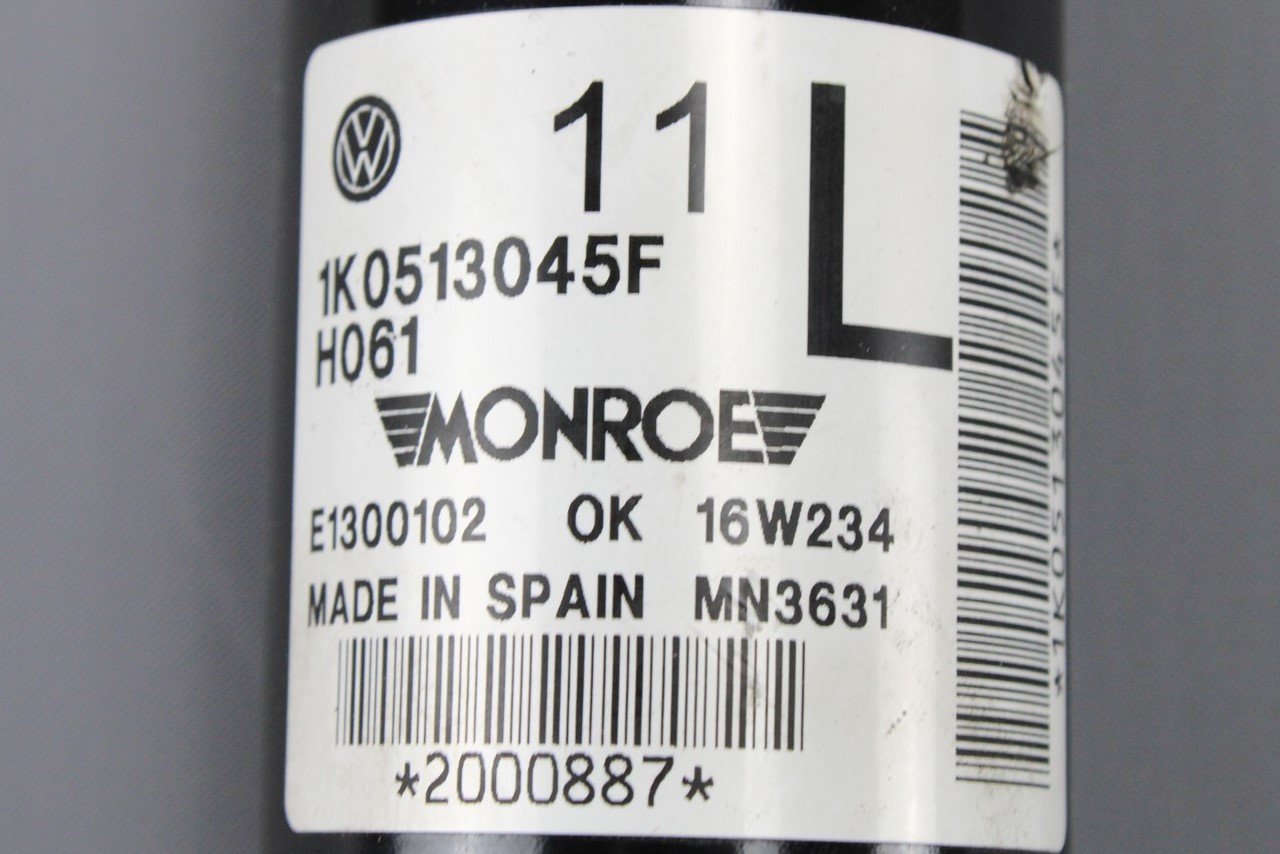 11 L
1K0513045F
H061
MONROE
E1300102 OK 16W234
MADE IN SPAIN MN3631
*2000887*